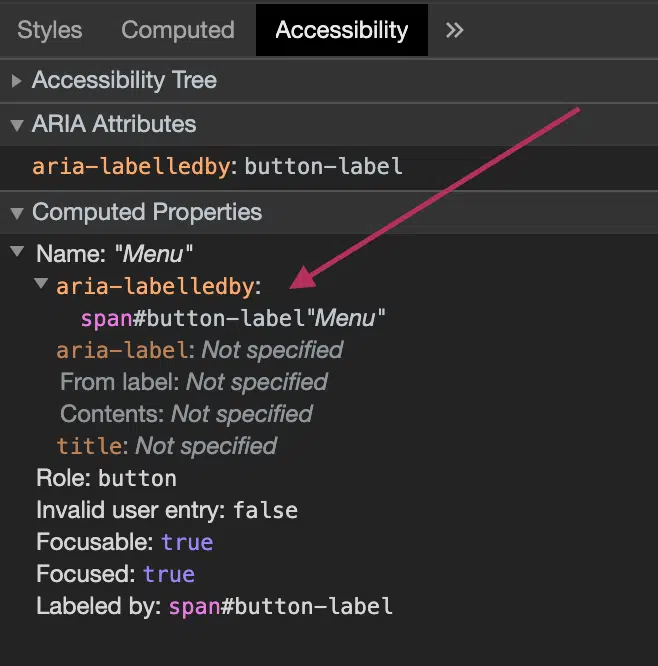 Styles Computed Accessibility »
Accessibility Tree
ARIA Attributes
aria-labelledby: button-label
Computed Properties
Name: "Menu"
aria-labelledby:
span#button-label"Menu"
aria-label: Not specified
From label: Not specified
Contents: Not specified
title: Not specified
Role: button
Invalid user entry: false
Focusable: true
Focused: true
Labeled by: span#button-label